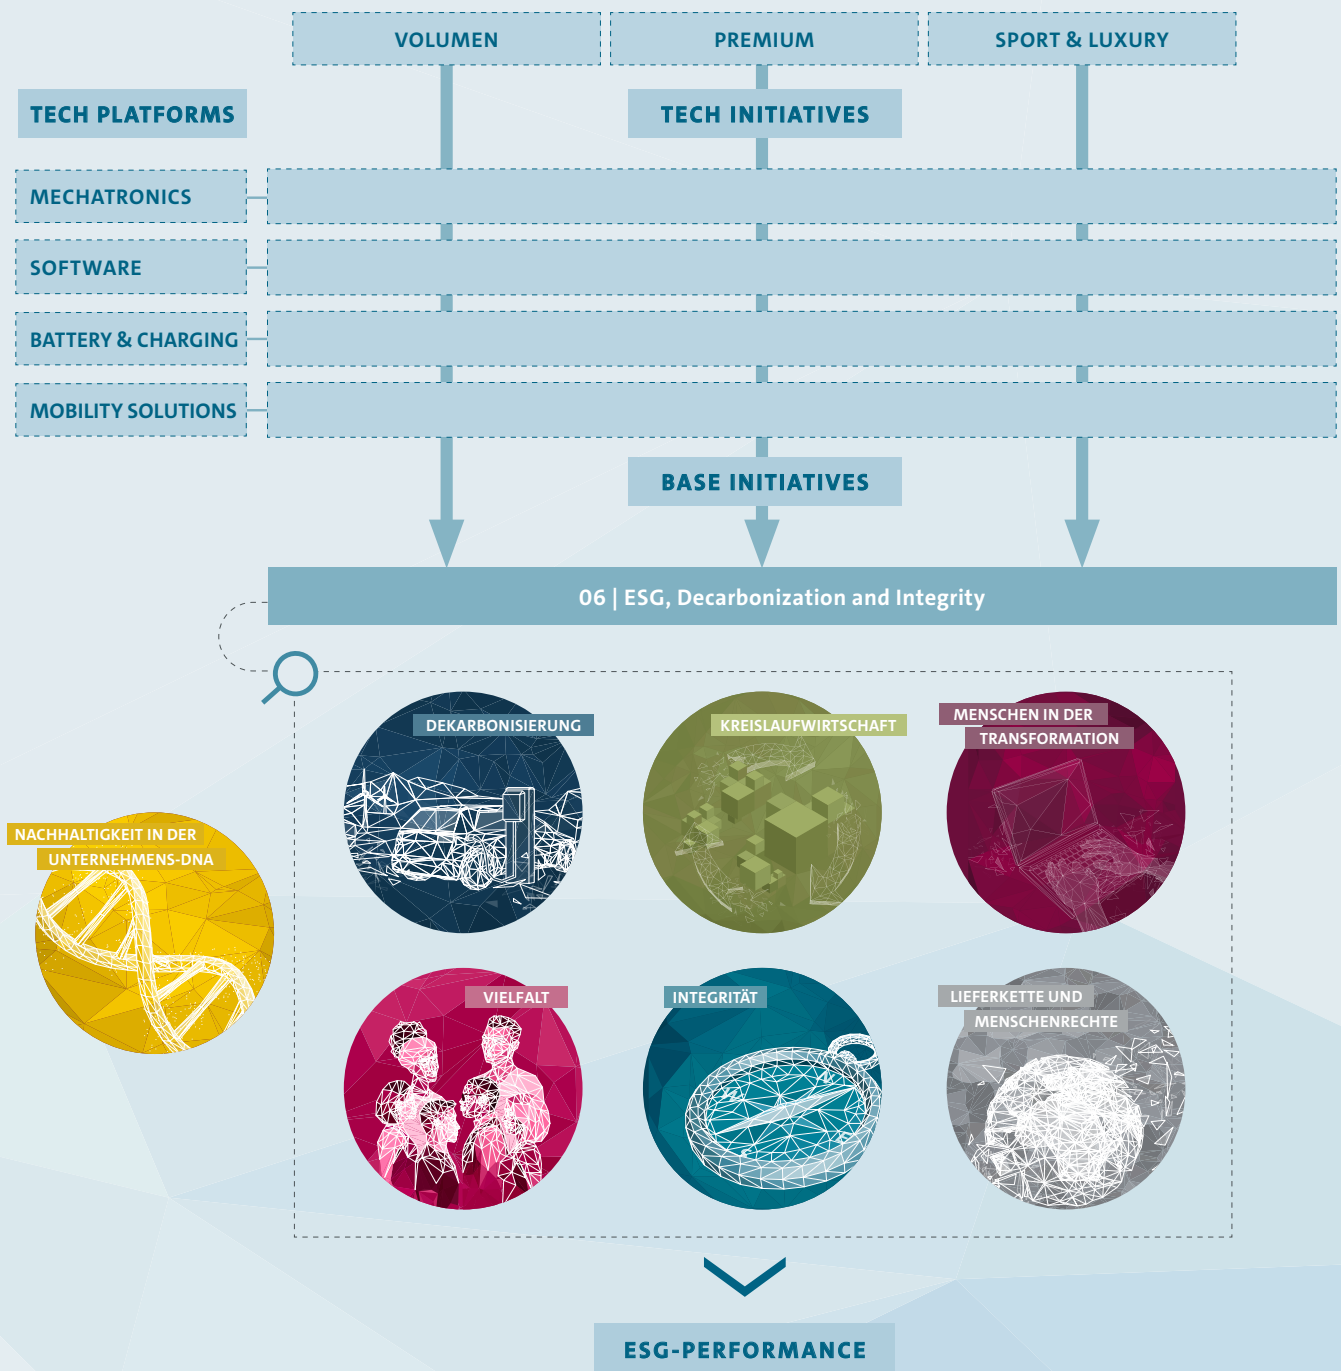 VOLUMEN
PREMIUM
SPORT & LUXURY
TECH PLATFORMS
TECH INITIATIVES
MECHATRONICS
SOFTWARE
BATTERY & CHARGING
MOBILITY SOLUTIONS
BASE INITIATIVES
06 | ESG, Decarbonization and Integrity
DEKARBONISIERUNG
KREISLAUFWIRTSCHAFT
MENSCHEN IN DER
TRANSFORMATION
NACHHALTIGKEIT IN DER
UNTERNEHMENS-DNA
VIELFALT
INTEGRITÄT
LIEFERKETTE UND
MENSCHENRECHTE
ESG-PERFORMANCE